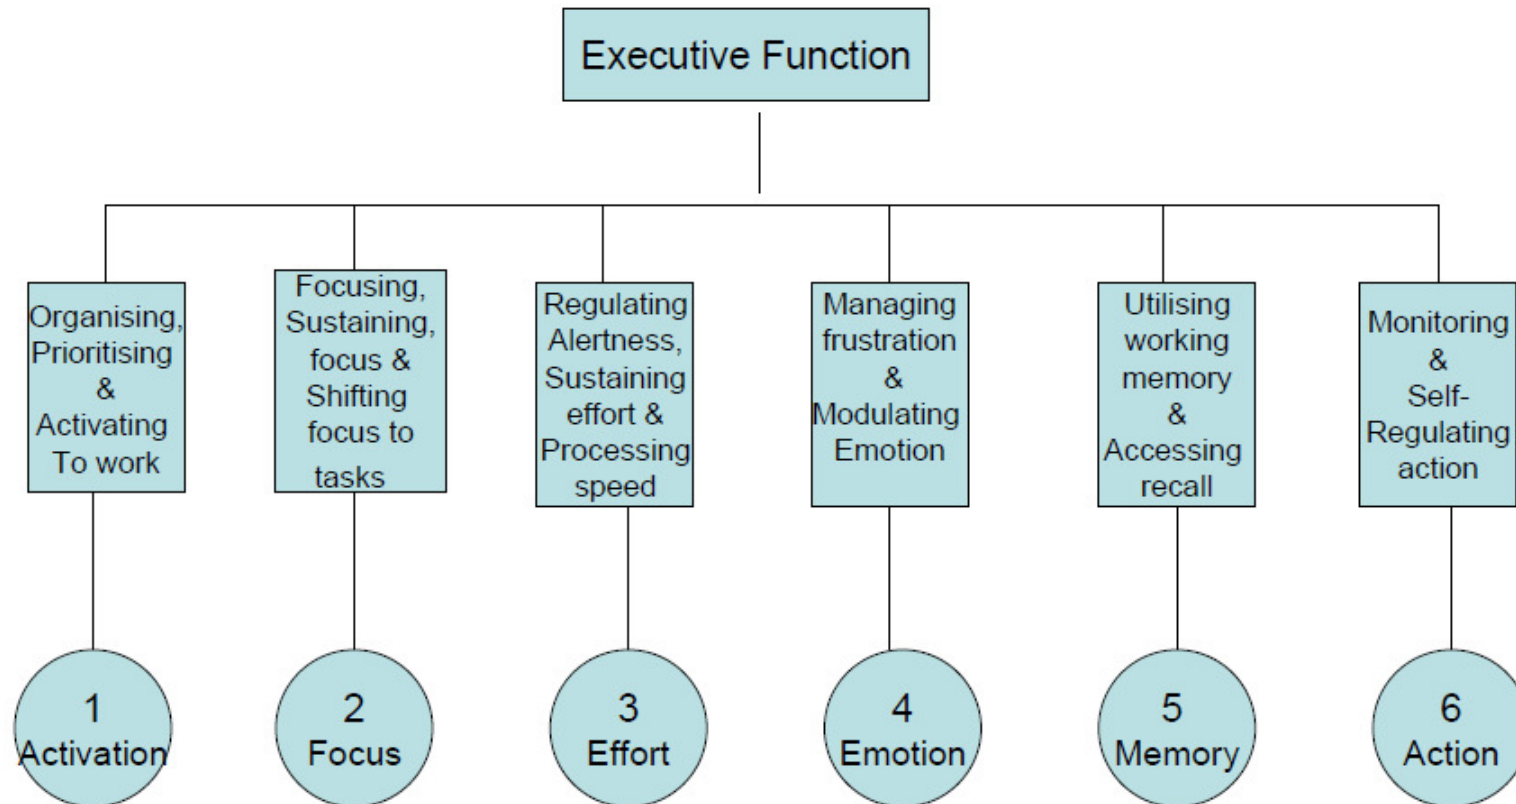 Executive Function
Organising,
Prioritising
&
Activating
To work
Focusing,
Sustaining,
focus &
Shifting
focus to
tasks
Regulating
Alertness,
Sustaining
effort &
Processing
speed
Managing
frustration
&
Modulating
Emotion
Utilising
working
memory
&
Accessing
recall
Monitoring
&
Self-
Regulating
action
1
Activation
2
Focus
3
Effort
4
Emotion
5
Memory
6
Action